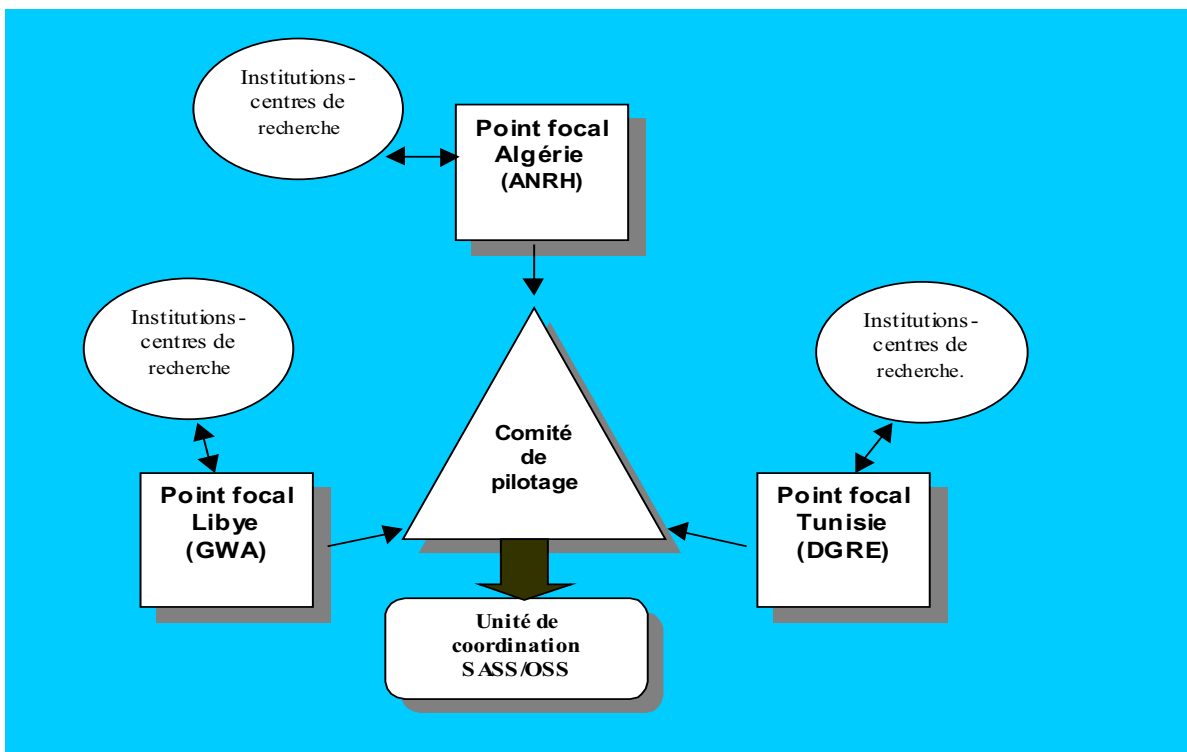 Institutions-
centres de
recherche
Point focal
Algérie
(ANRH)
Institutions-
centres de
recherche
Institutions-
centres de
recherche.
Comité
de
pilotage
Point focal
Libye
(GWA)
Point focal
Tunisie
(DGRE)
Unité de
coordination
SASS/OSS